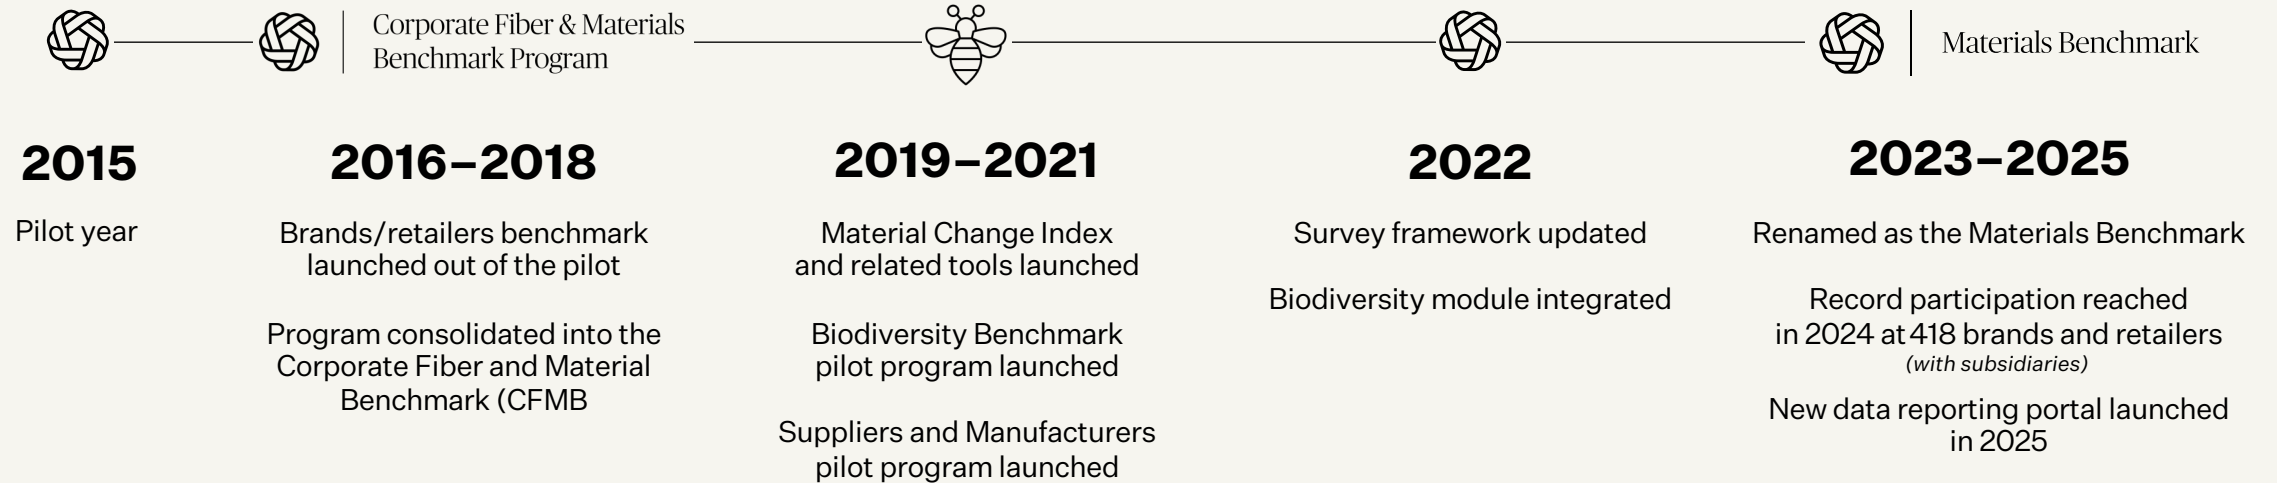 Corporate Fiber & Materials
Benchmark Program
Materials Benchmark
2015
Pilot year
2016–2018
Brands/retailers benchmark
launched out of the pilot
Program consolidated into the
Corporate Fiber and Material
Benchmark (CFMB
2019–2021
Material Change Index
and related tools launched
Biodiversity Benchmark
pilot program launched
Suppliers and Manufacturers
pilot program launched
2022
Survey framework updated
Biodiversity module integrated
2023–2025
Renamed as the Materials Benchmark
Record participation reached
in 2024 at 418 brands and retailers
(with subsidiaries)
New data reporting portal launched
in 2025